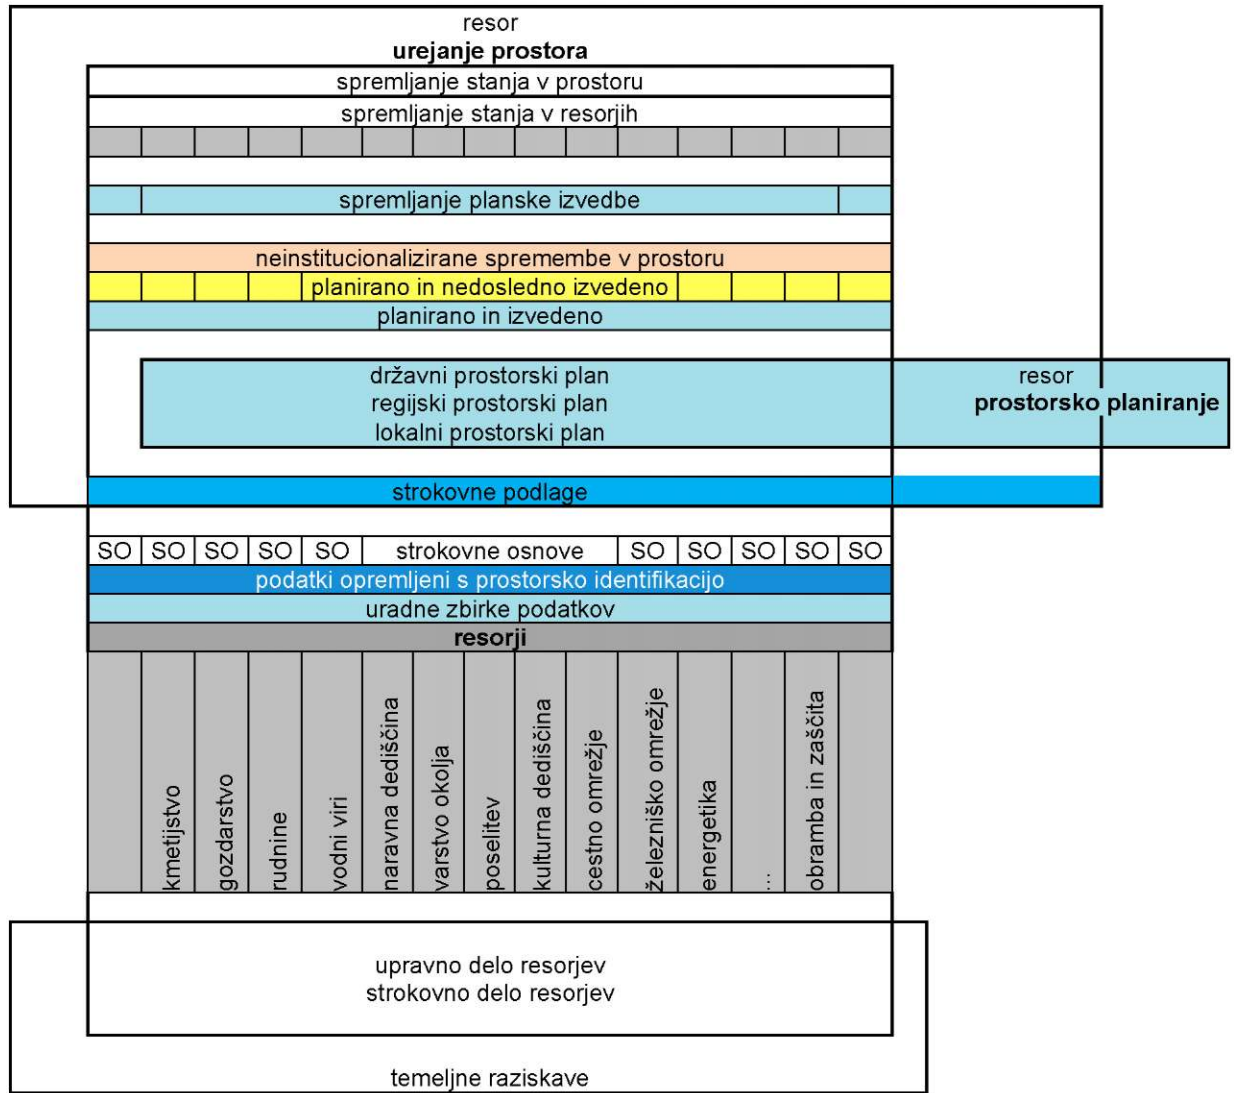 resor
urejanje prostora
spremljanje stanja v prostoru
spremljanje stanja v resorjih
spremljanje planske izvedbe
neinstitucionalizirane spremembe v prostoru
planirano in nedosledno izvedeno
planirano in izvedeno
državni prostorski plan
regijski prostorski plan
lokalni prostorski plan
resor
prostorsko planiranje
strokovne podlage
SO SO SO SO SO strokovne osnove SO SO SO SO SO
podatki opremljeni s prostorsko identifikacijo
uradne zbirke podatkov
resorji
kmetijstvo
gozdarstvo
rudnine
vodni viri
naravna dediščina
varstvo okolja
poselitev
kulturna dediščina
cestno omrežje
železniško omrežje
energetika
...
obramba in zaščita
upravno delo resorjev
strokovno delo resorjev
temeljne raziskave